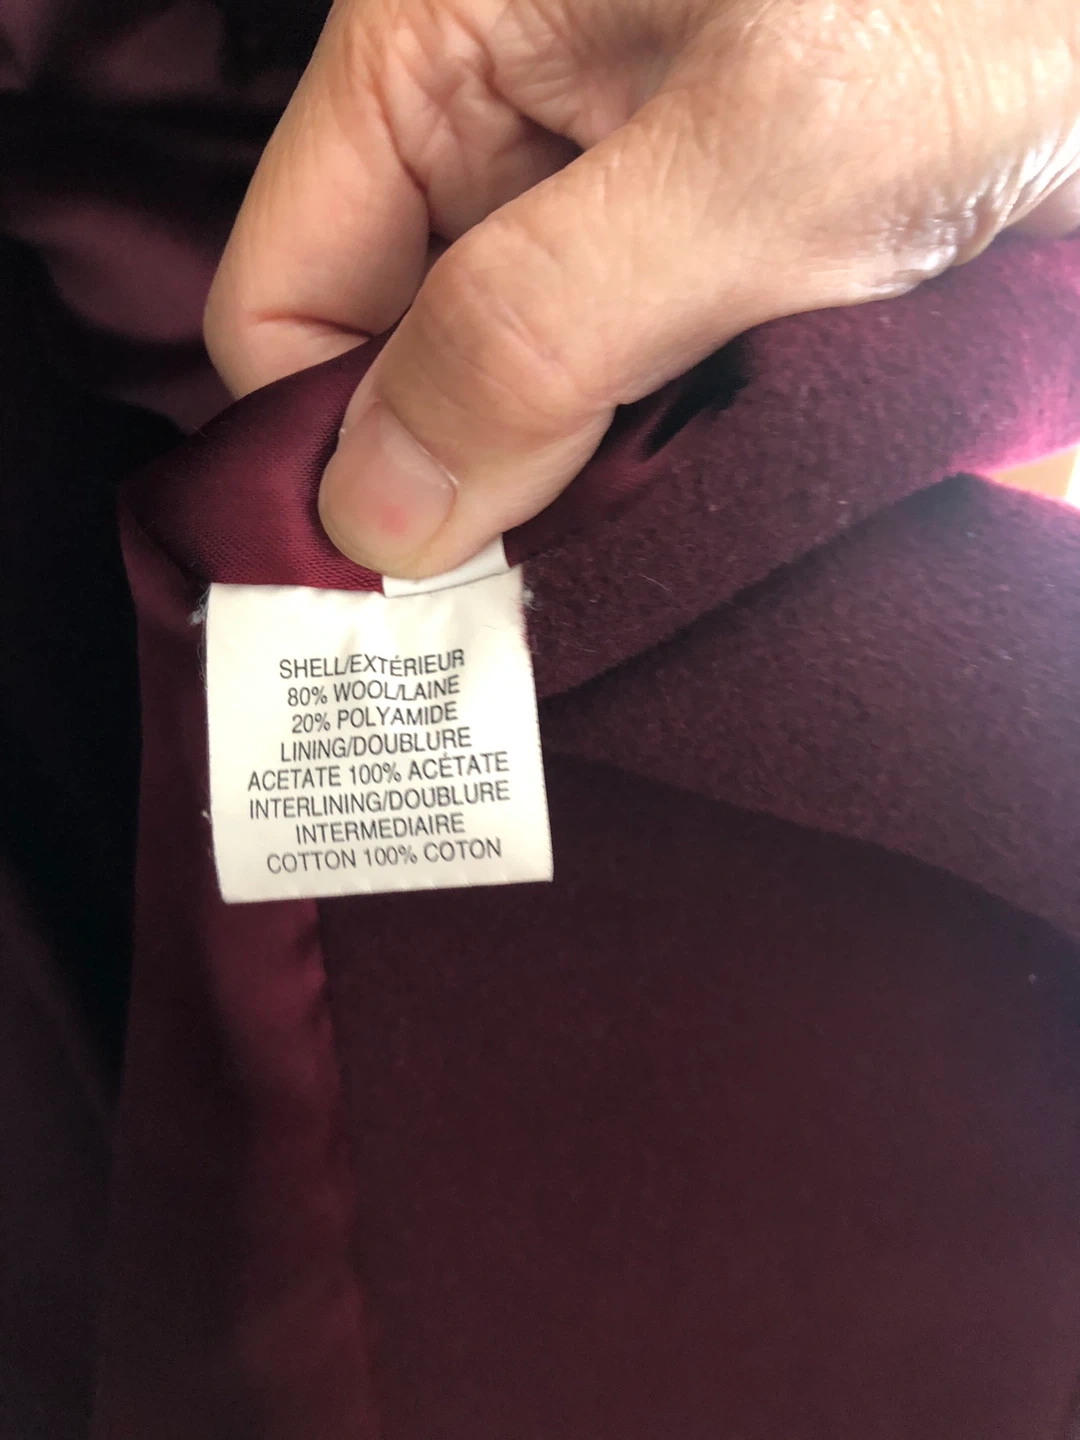 SHELL/EXTÉRIEUR
80% WOOL/LAINE
20% POLYAMIDE
LINING/DOUBLURE
ACETATE 100% ACÉTATE
INTERLINING/DOUBLURE
INTERMEDIAIRE
COTTON 100% COTON